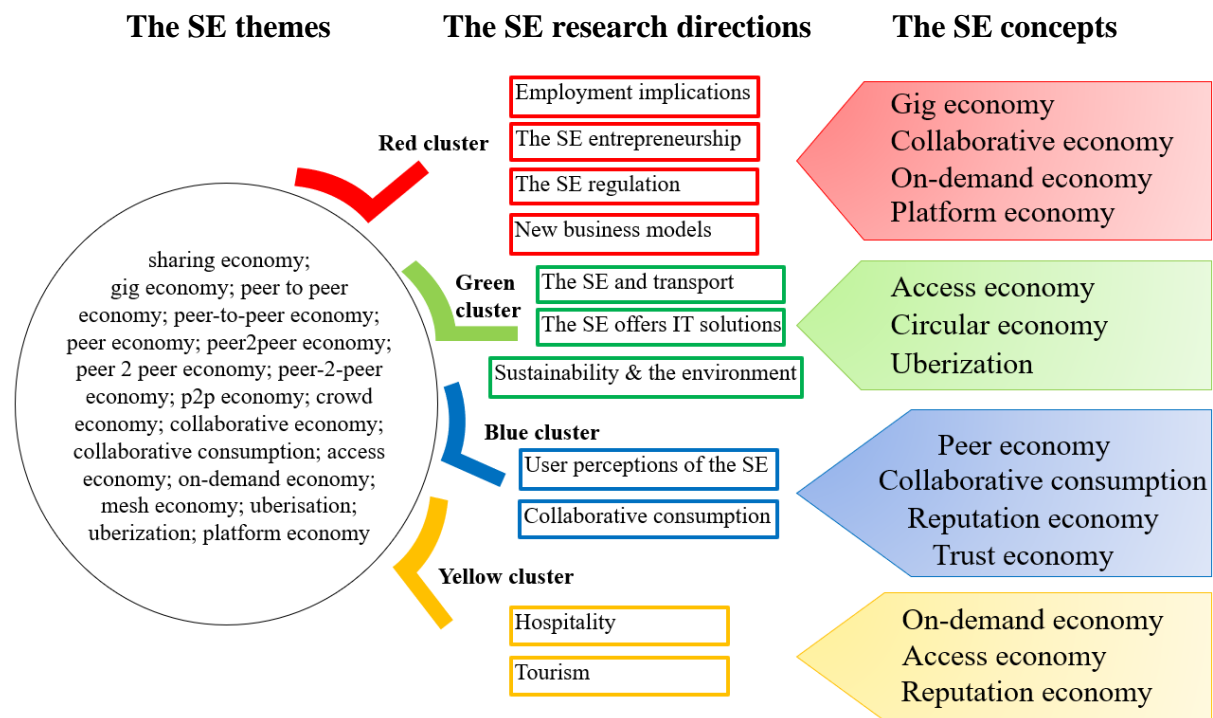 The SE themes
The SE research directions
The SE concepts
sharing economy;
gig economy; peer to peer
economy; peer-to-peer economy;
peer economy; peer2peer economy;
peer 2 peer economy; peer-2-peer
economy; p2p economy; crowd
economy; collaborative economy;
collaborative consumption; access
economy; on-demand economy;
mesh economy; uberisation;
uberization; platform economy
Red cluster
Employment implications
The SE entrepreneurship
The SE regulation
New business models
Gig economy
Collaborative economy
On-demand economy
Platform economy
Green
cluster
The SE and transport
The SE offers IT solutions
Sustainability & the environment
Access economy
Circular economy
Uberization
Blue cluster
User perceptions of the SE
Collaborative consumption
Peer economy
Collaborative consumption
Reputation economy
Trust economy
Yellow cluster
Hospitality
Tourism
On-demand economy
Access economy
Reputation economy